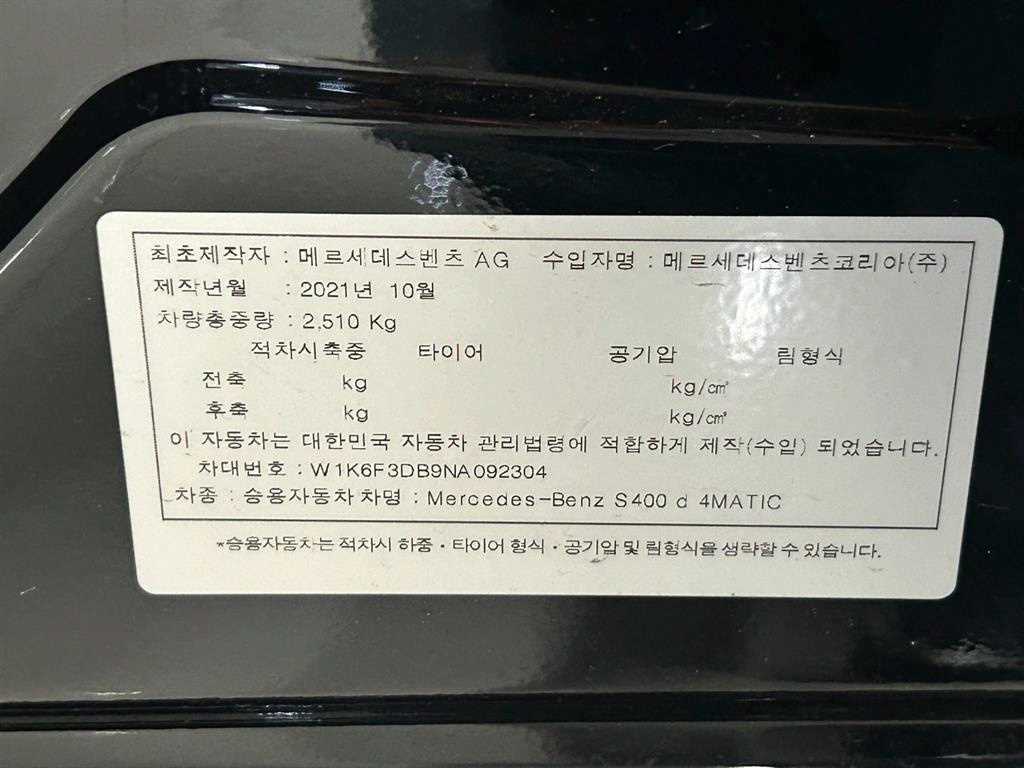 최초제작자 : 메르세데스벤츠 AG 수입자명 : 메르세데스벤츠코리아(주)
제작년월 : 2021년 10월
차량총중량 : 2,510 Kg
적차시축중 타이어 공기압 림형식
전축 kg kg/㎠
후축 kg kg/㎠
이 자동차는 대한민국 자동차 관리법령에 적합하게 제작(수입) 되었습니다.
차대번호 : W1K6F3DB9NA092304
차종 : 승용자동차 차명 : Mercedes-Benz S400 d 4MATIC
*승용자동차는 적차시 하중・타이어 형식・공기압 및 림형식을 생략할 수 있습니다.